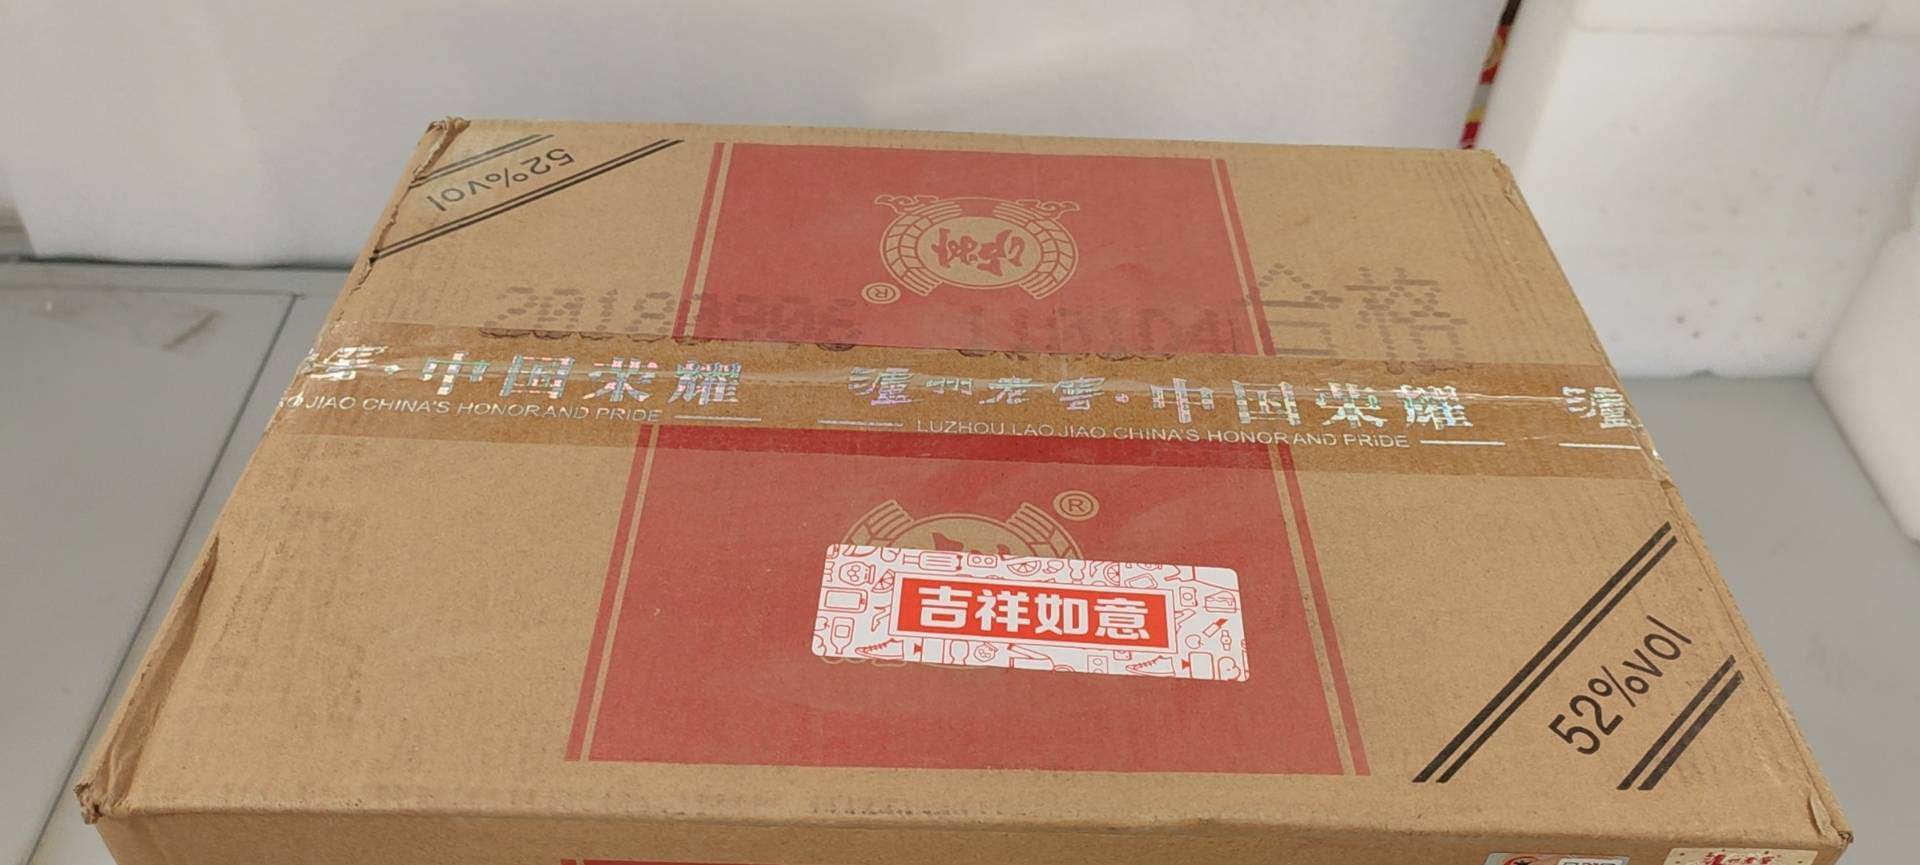 52%vol
®
合格
窖·中国荣耀 泸州老窖·中国荣耀 泸
O JIAO CHINA'S HONOR AND PRIDE LUZHOU LAO JIAO CHINA'S HONOR AND PRIDE
®
吉祥如意
52%vol